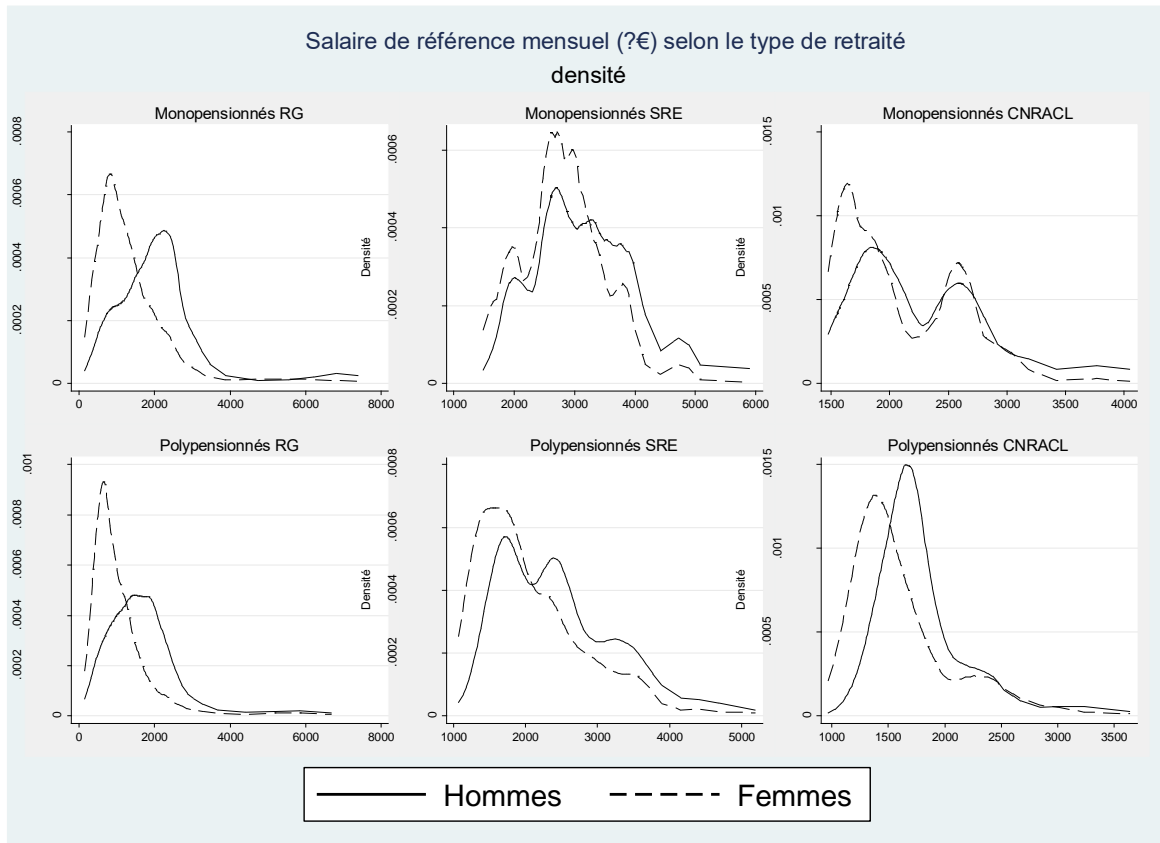 Salaire de référence mensuel (?€) selon le type de retraité
densité
Monopensionnés RG
Monopensionnés SRE
Monopensionnés CNRACL
0 .0002 .0004 .0006 .0008
0 2000 4000 6000 8000
Densité
0 .0002 .0004 .0006
1000 2000 3000 4000 5000 6000
Densité
0 .0005 .001 .0015
1500 2000 2500 3000 3500 4000
Polypensionnés RG
Polypensionnés SRE
Polypensionnés CNRACL
0 .0002 .0004 .0006 .0008 .001
0 2000 4000 6000 8000
Densité
0 .0002 .0004 .0006 .0008
1000 2000 3000 4000 5000
Densité
0 .0005 .001 .0015
1000 1500 2000 2500 3000 3500
Hommes Femmes